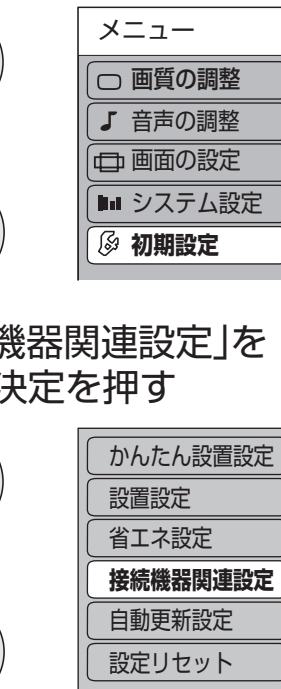 メニュー
画質の調整
音声の調整
画面の設定
システム設定
初期設定
機器関連設定」を
決定を押す
かんたん設置設定
設置設定
省エネ設定
接続機器関連設定
自動更新設定
設定リセット